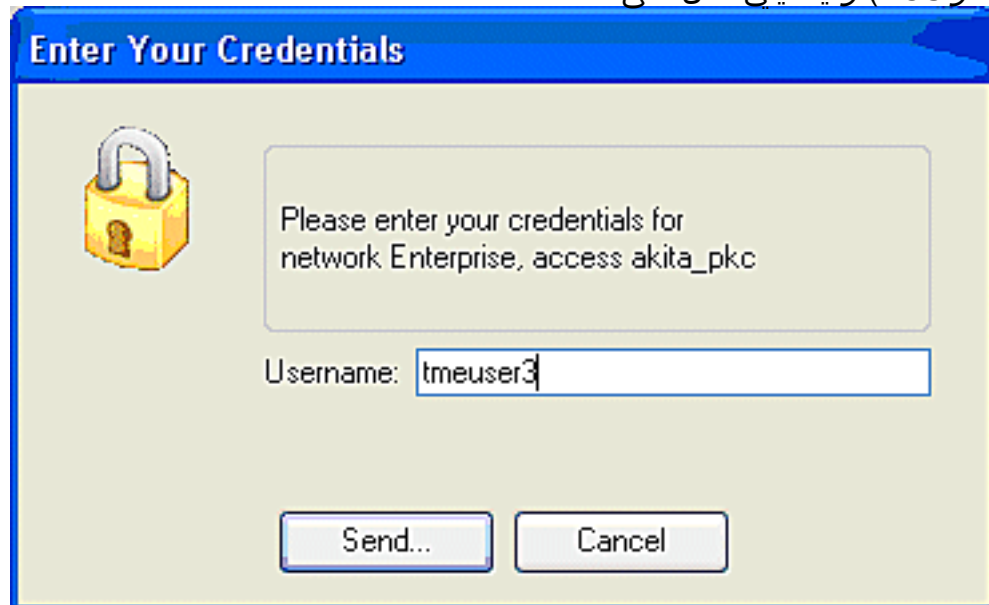 Enter Your Credentials
Please enter your credentials for
network Enterprise, access akita_pkc
Username: tmeuser3
Send... Cancel